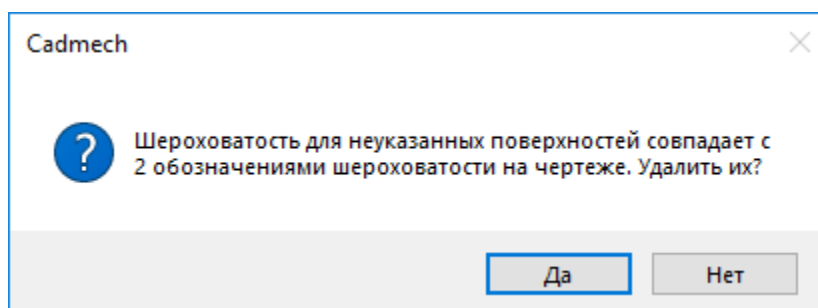 Cadmech
Шероховатость для неуказанных поверхностей совпадает с
2 обозначениями шероховатости на чертеже. Удалить их?
Да
Нет